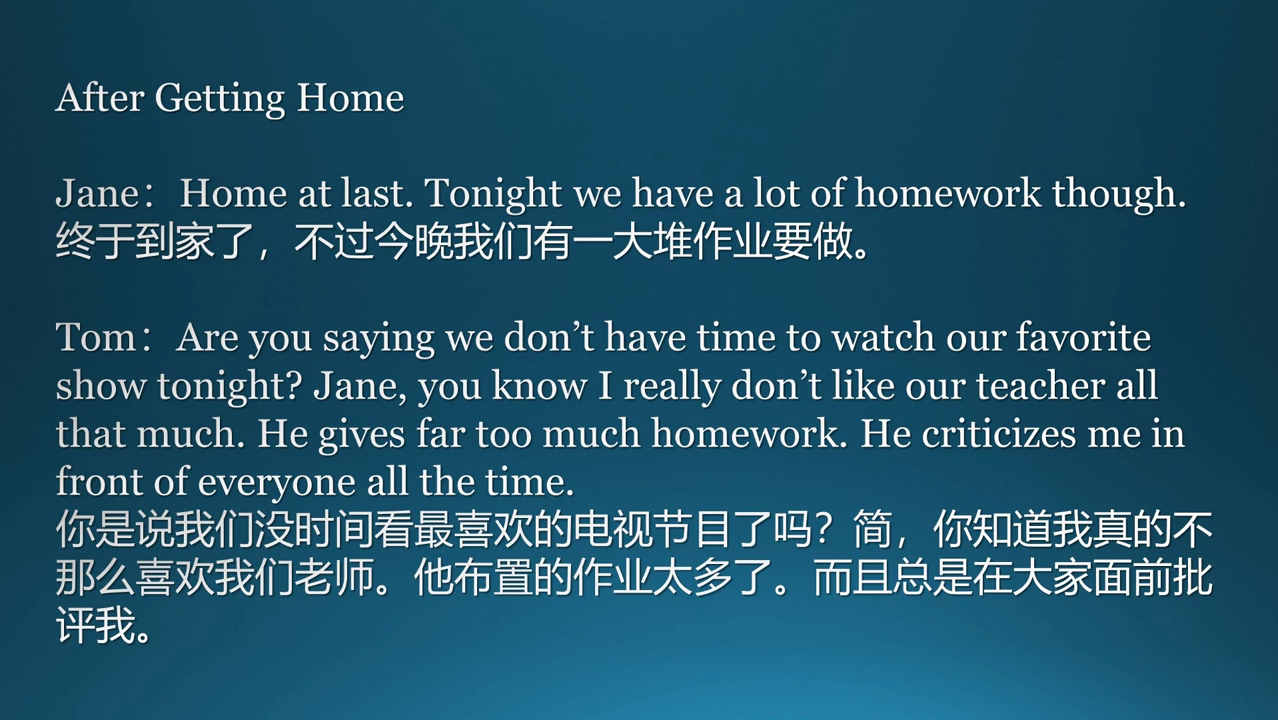 After Getting Home
Jane：Home at last. Tonight we have a lot of homework though.
终于到家了，不过今晚我们有一大堆作业要做。
Tom：Are you saying we don’t have time to watch our favorite
show tonight? Jane, you know I really don’t like our teacher all
that much. He gives far too much homework. He criticizes me in
front of everyone all the time.
你是说我们没时间看最喜欢的电视节目了吗？简，你知道我真的不
那么喜欢我们老师。他布置的作业太多了。而且总是在大家面前批
评我。